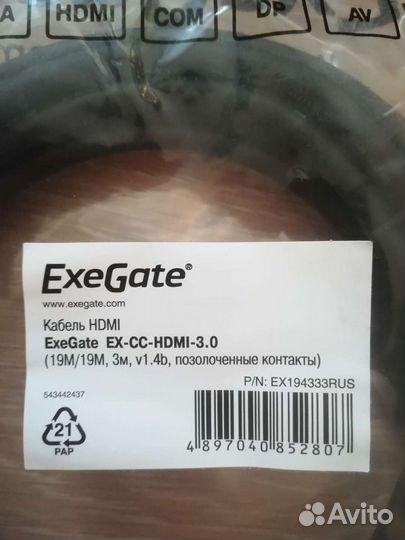 A HDMI COM DP AV
ExeGate®
www.exegate.com
Кабель HDMI
ExeGate EX-CC-HDMI-3.0
(19M/19M, 3м, v1.4b, позолоченные контакты)
P/N: EX194333RUS
543442437
21
PAP
4 897040 852807
Avito